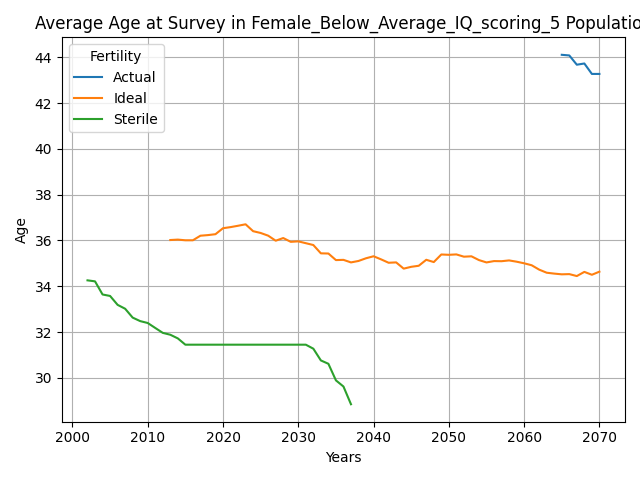 Average Age at Survey in Female_Below_Average_IQ_scoring_5 Populatio
Fertility
Actual
Ideal
Sterile
Age
44
42
40
38
36
34
32
30
2000 2010 2020 2030 2040 2050 2060 2070
Years